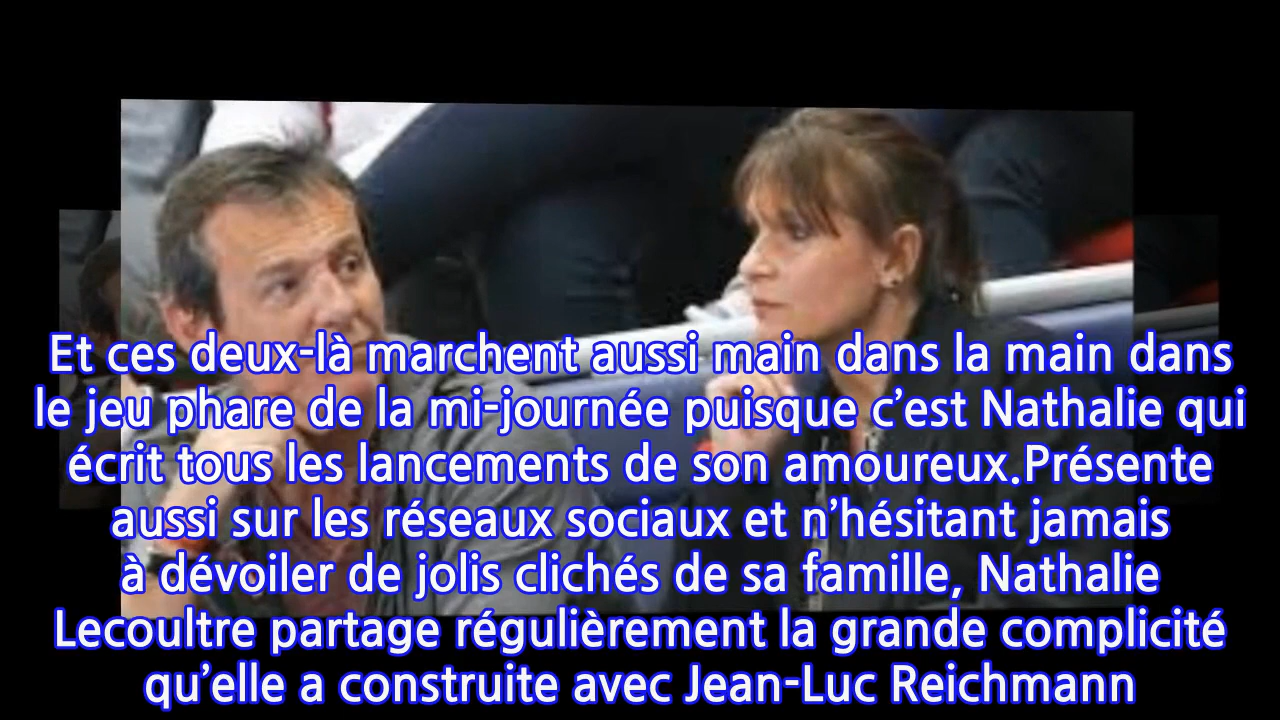 Et ces deux-là marchent aussi main dans la main dans
le jeu phare de la mi-journée puisque c’est Nathalie qui
écrit tous les lancements de son amoureux.Présente
aussi sur les réseaux sociaux et n’hésitant jamais
à dévoiler de jolis clichés de sa famille, Nathalie
Lecoultre partage régulièrement la grande complicité
qu’elle a construite avec Jean-Luc Reichmann